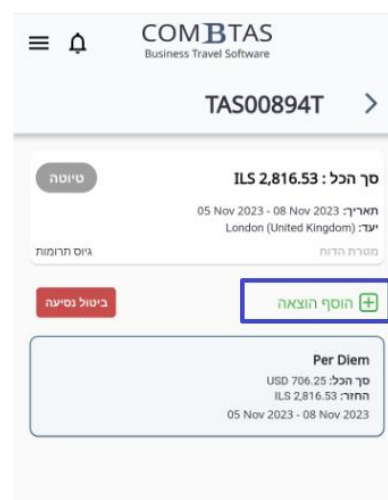 COMBTAS
Business Travel Software
TAS00894T
סך הכל : ILS 2,816.53
טיוטה
תאריך: 05 Nov 2023 - 08 Nov 2023
יעד: London (United Kingdom)
מטרת הדוח
גיוס תרומות
הוסף הוצאה
ביטול נסיעה
Per Diem
סך הכל: USD 706.25
החזר: ILS 2,816.53
05 Nov 2023 - 08 Nov 2023